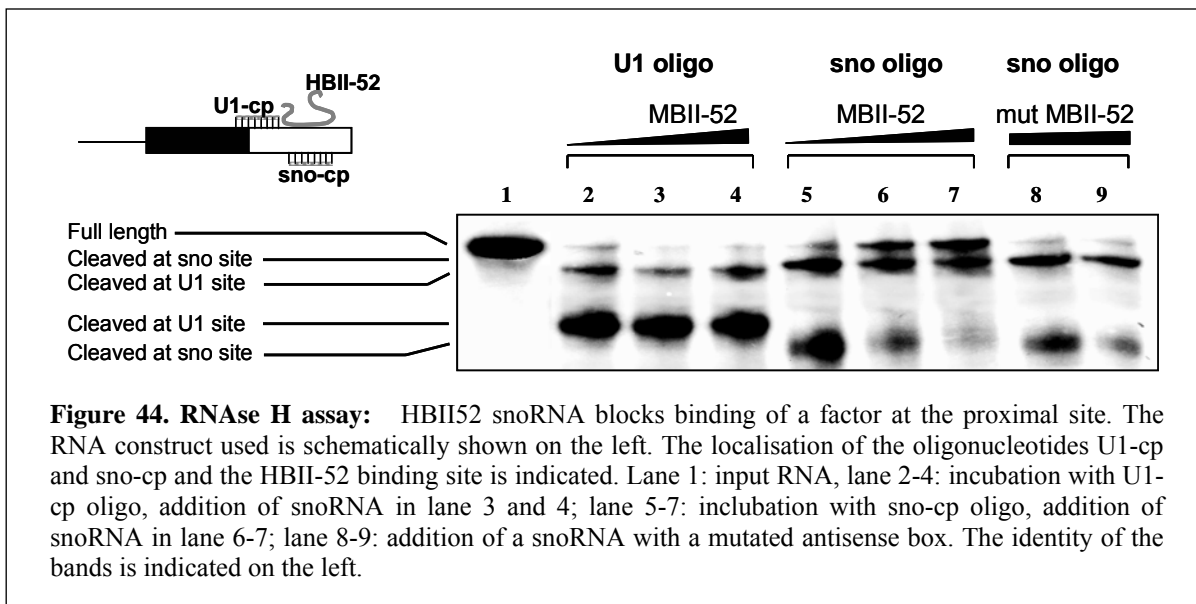 U1 oligo sno oligo sno oligo
HBII-52
U1-cp
MBII-52 MBII-52 mut MBII-52
sno-cp
1 2 3 4 5 6 7 8 9
Full length
Cleaved at sno site
Cleaved at U1 site
Cleaved at U1 site
Cleaved at sno site
Figure 44. RNAse H assay: HBII52 snoRNA blocks binding of a factor at the proximal site. The
RNA construct used is schematically shown on the left. The localisation of the oligonucleotides U1-cp
and sno-cp and the HBII-52 binding site is indicated. Lane 1: input RNA, lane 2-4: incubation with U1-
cp oligo, addition of snoRNA in lane 3 and 4; lane 5-7: inclubation with sno-cp oligo, addition of
snoRNA in lane 6-7; lane 8-9: addition of a snoRNA with a mutated antisense box. The identity of the
bands is indicated on the left.